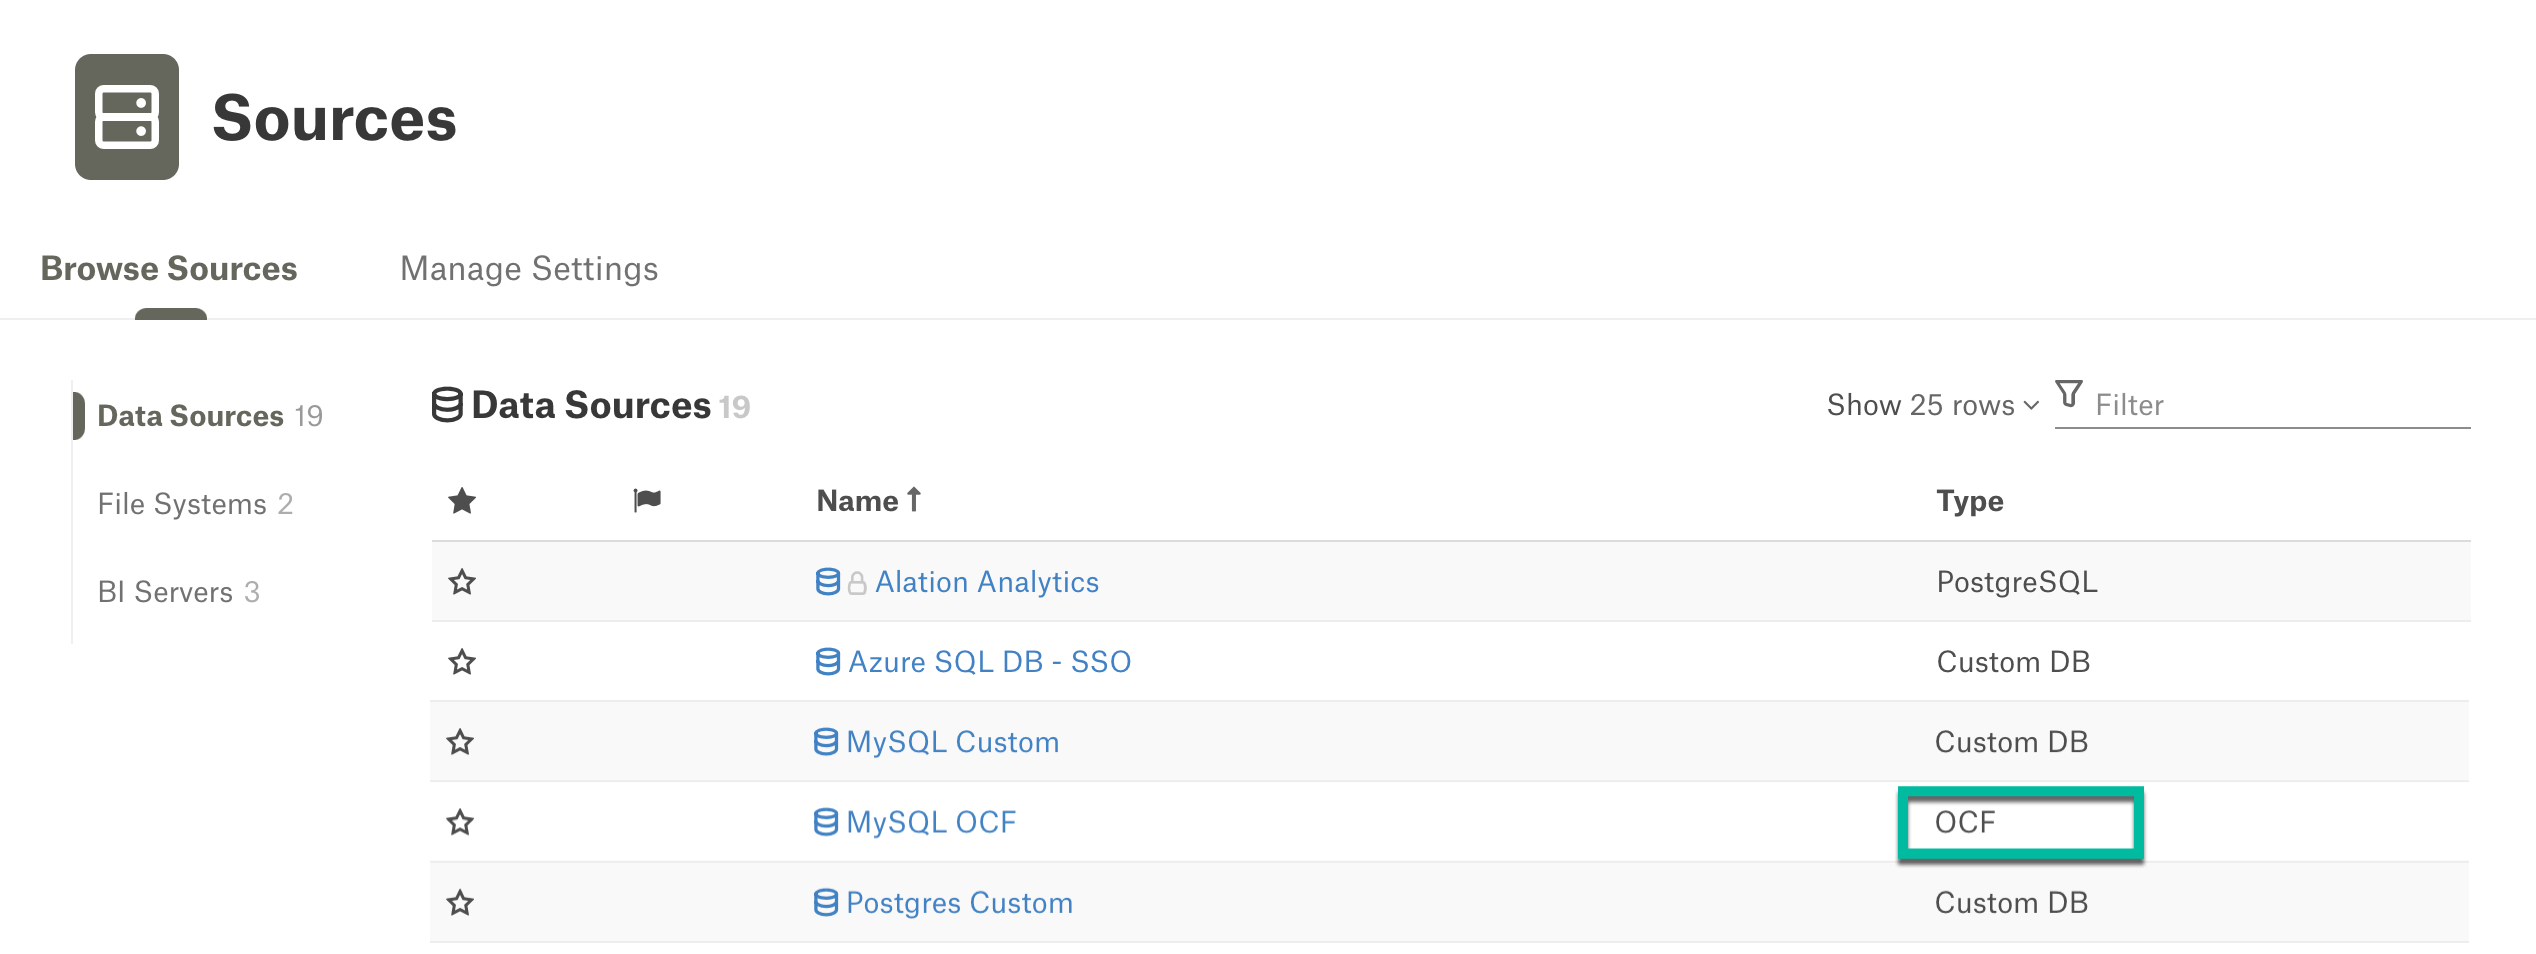 Sources
Browse Sources Manage Settings
Data Sources 19
File Systems 2
BI Servers 3
Data Sources 19
Show 25 rows Filter
Name ↑ Type
Alation Analytics PostgreSQL
Azure SQL DB - SSO Custom DB
MySQL Custom Custom DB
MySQL OCF OCF
Postgres Custom Custom DB